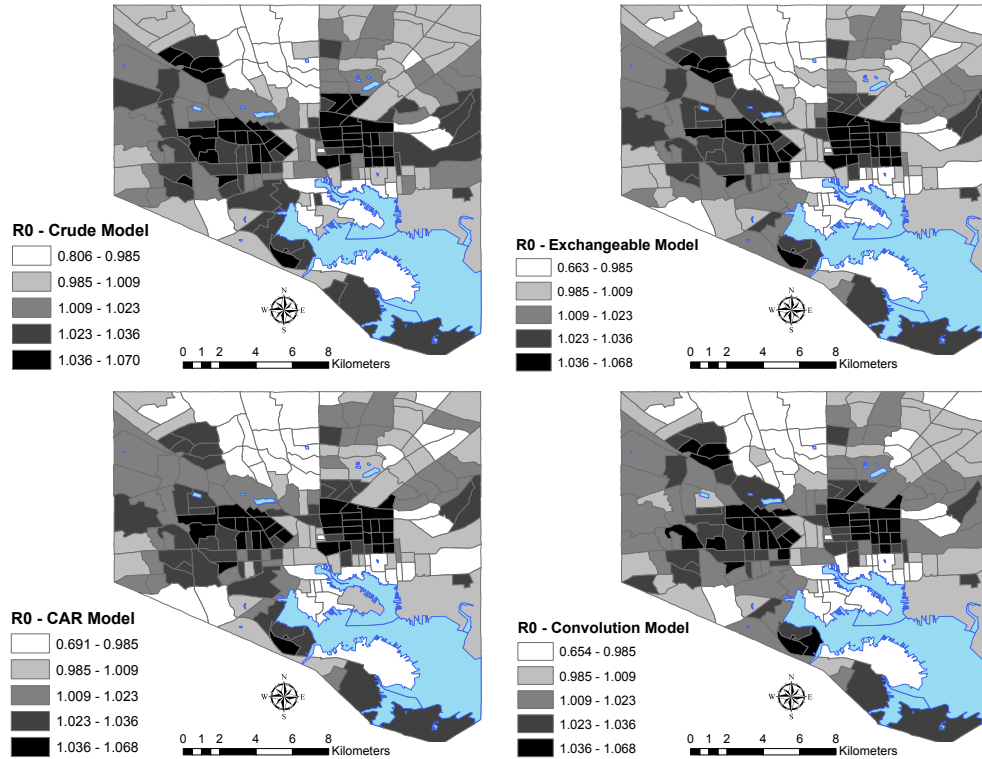 R0 - Crude Model
0.806 - 0.985
0.985 - 1.009
1.009 - 1.023
1.023 - 1.036
1.036 - 1.070
N
W E
S
0 1 2 4 6 8
Kilometers
R0 - Exchangeable Model
0.663 - 0.985
0.985 - 1.009
1.009 - 1.023
1.023 - 1.036
1.036 - 1.068
N
W E
S
0 1 2 4 6 8
Kilometers
R0 - CAR Model
0.691 - 0.985
0.985 - 1.009
1.009 - 1.023
1.023 - 1.036
1.036 - 1.068
N
W E
S
0 1 2 4 6 8
Kilometers
R0 - Convolution Model
0.654 - 0.985
0.985 - 1.009
1.009 - 1.023
1.023 - 1.036
1.036 - 1.068
N
W E
S
0 1 2 4 6 8
Kilometers